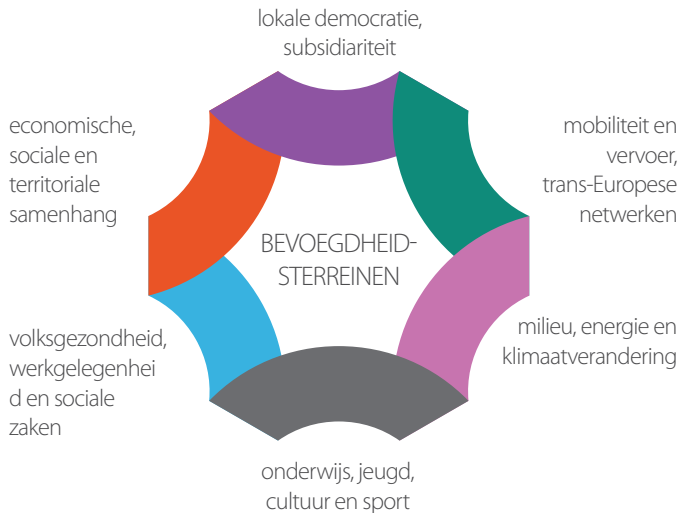 lokale democratie,
subsidiariteit
economische,
sociale en
territoriale
samenhang
mobiliteit en
vervoer,
trans-Europese
netwerken
BEVOEGDHEID-
STERREINEN
volksgezondheid,
werkgelegenhei
d en sociale
zaken
milieu, energie en
klimaatverandering
onderwijs, jeugd,
cultuur en sport